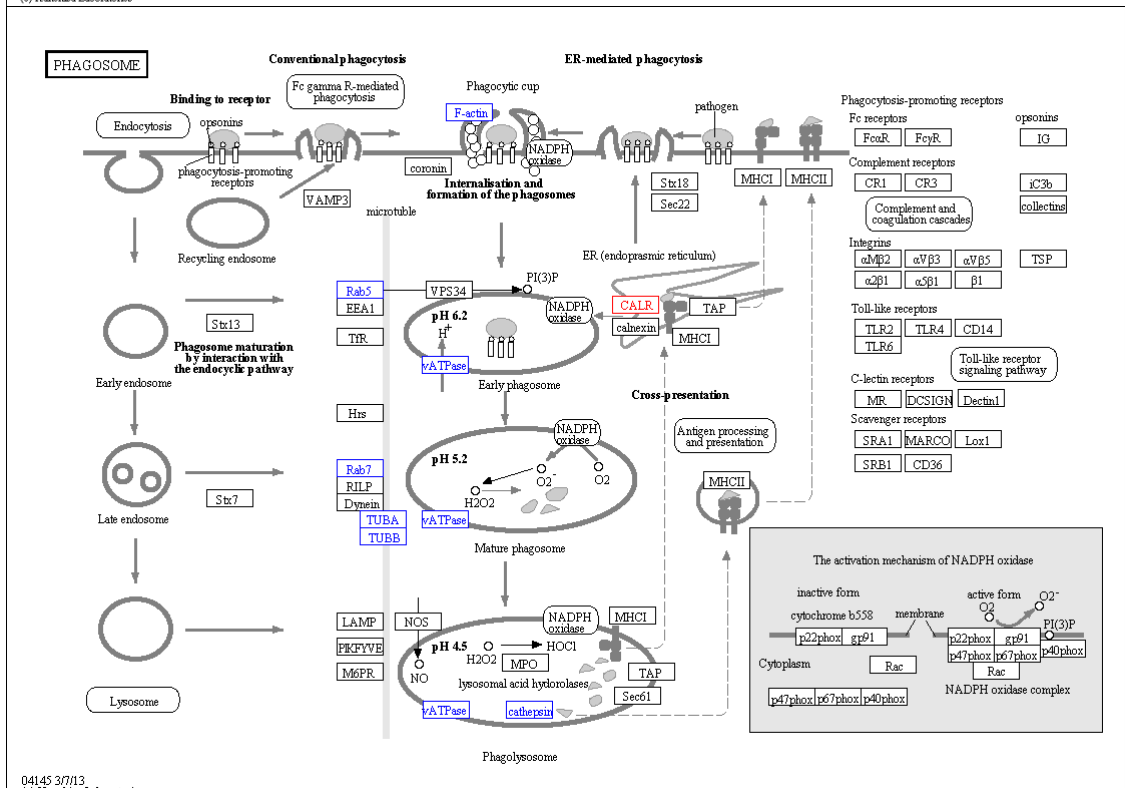 PHAGOSOME
Conventional phagocytosis
ER-mediated phagocytosis
Fc gamma R-mediated
phagocytosis
Phagocytic cup
Binding to receptor
F-actin
pathogen
Endocytosis
opsonins
NADPH
oxidase
phagocytosis-promoting
receptors
coronin
Internalisation and
formation of the phagosomes
Stx18
Sec22
MHCI
MHCII
VAMP3
microtuble
Recycling endosome
ER (endoprasmic reticulum)
Rab5
EEA1
VPS34
PI(3)P
NADPH
oxidase
CALR
TAP
calnexin
MHCI
pH 6.2
H+
Stx13
TfR
vATPase
Phagosome maturation
by interaction with
the endocyclic pathway
Early endosome
Early phagosome
Cross-presentation
Hrs
NADPH
oxidase
Antigen processing
and presentation
pH 5.2
Rab7
RILP
Dynein
O2-
O2
H2O2
MHCII
Stx7
TUBA
TUBB
vATPase
Late endosome
Mature phagosome
LAMP
NOS
NADPH
oxidase
MHCI
PIKFYVE
pH 4.5
H2O2
HOCl
MPO
M6PR
NO
lysosomal acid hydorolases
TAP
Sec61
Lysosome
vATPase
cathepsin
Phagolysosome
Phagocytosis-promoting receptors
opsonins
Fc receptors
FcαR
FcγR
IG
Complement receptors
CR1
CR3
iC3b
Complement and
coagulation cascades
collectins
Integrins
αMβ2
αVβ3
αVβ5
TSP
α2β1
α5β1
β1
Toll-like receptors
TLR2
TLR4
CD14
TLR6
Toll-like receptor
signaling pathway
C-lectin receptors
MR
DCSIGN
Dectin1
Scavenger receptors
SRA1
MARCO
Lox1
SRB1
CD36
The activation mechanism of NADPH oxidase
inactive form
active form
O2
O2-
cytochrome b558
membrane
PI(3)P
p22phox
gp91
p22phox
gp91
p47phox
p67phox
p40phox
Cytoplasm
Rac
Rac
NADPH oxidase complex
p47phox
p67phox
p40phox
04145 3/7/13